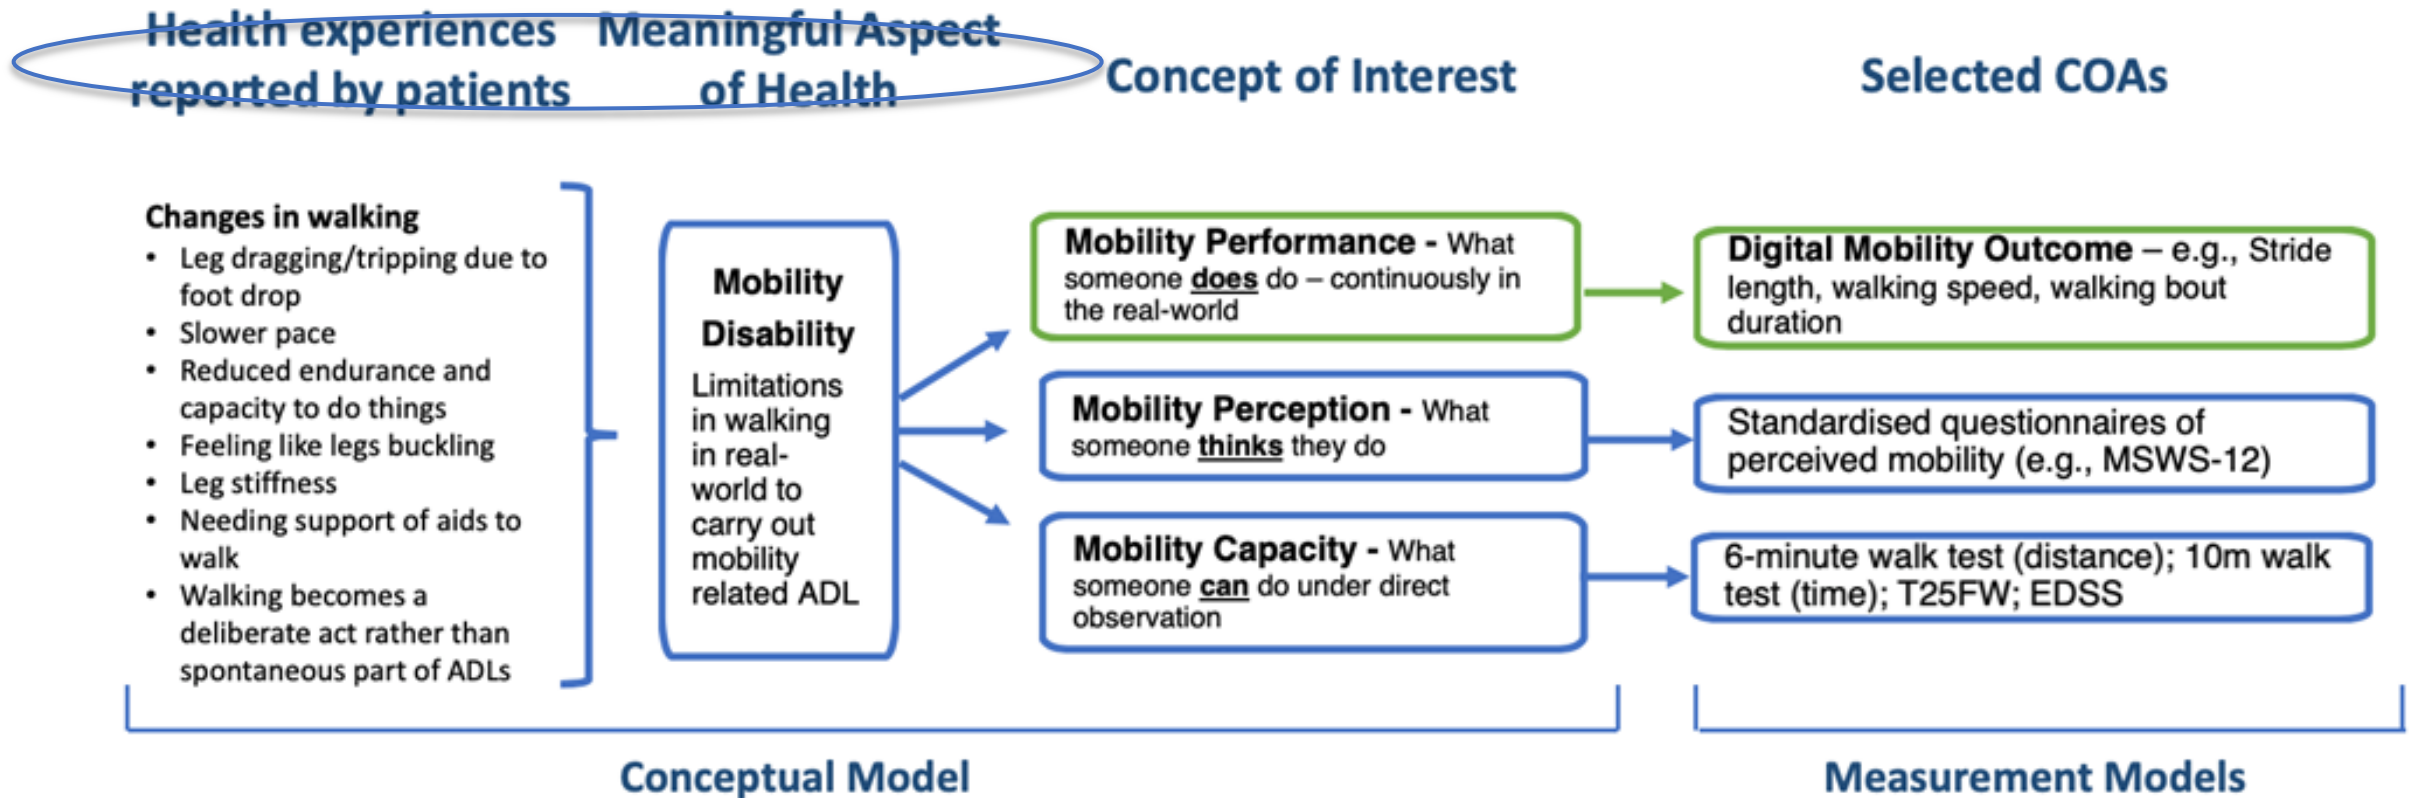 Health experiences
reported by patients
Meaningful Aspect
of Health
Concept of Interest
Selected COAs
Changes in walking
• Leg dragging/tripping due to
foot drop
• Slower pace
• Reduced endurance and
capacity to do things
• Feeling like legs buckling
• Leg stiffness
• Needing support of aids to
walk
• Walking becomes a
deliberate act rather than
spontaneous part of ADLs
Mobility
Disability
Limitations
in walking
in real-
world to
carry out
mobility
related ADL
Mobility Performance - What
someone does do – continuously in
the real-world
Mobility Perception - What
someone thinks they do
Mobility Capacity - What
someone can do under direct
observation
Digital Mobility Outcome – e.g., Stride
length, walking speed, walking bout
duration
Standardised questionnaires of
perceived mobility (e.g., MSWS-12)
6-minute walk test (distance); 10m walk
test (time); T25FW; EDSS
Conceptual Model
Measurement Models